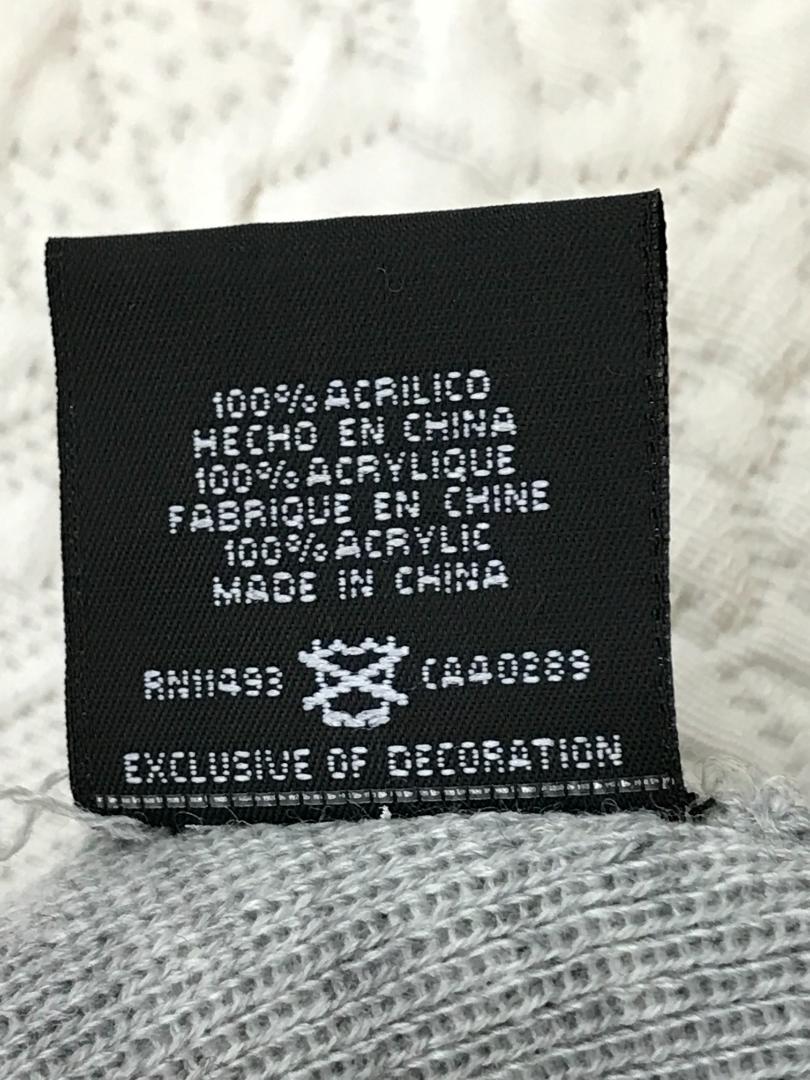 100% ACRILICO
HECHO EN CHINA
100% ACRYLIQUE
FABRIQUE EN CHINE
100% ACRYLIC
MADE IN CHINA
RN11493 CA40289
EXCLUSIVE OF DECORATION